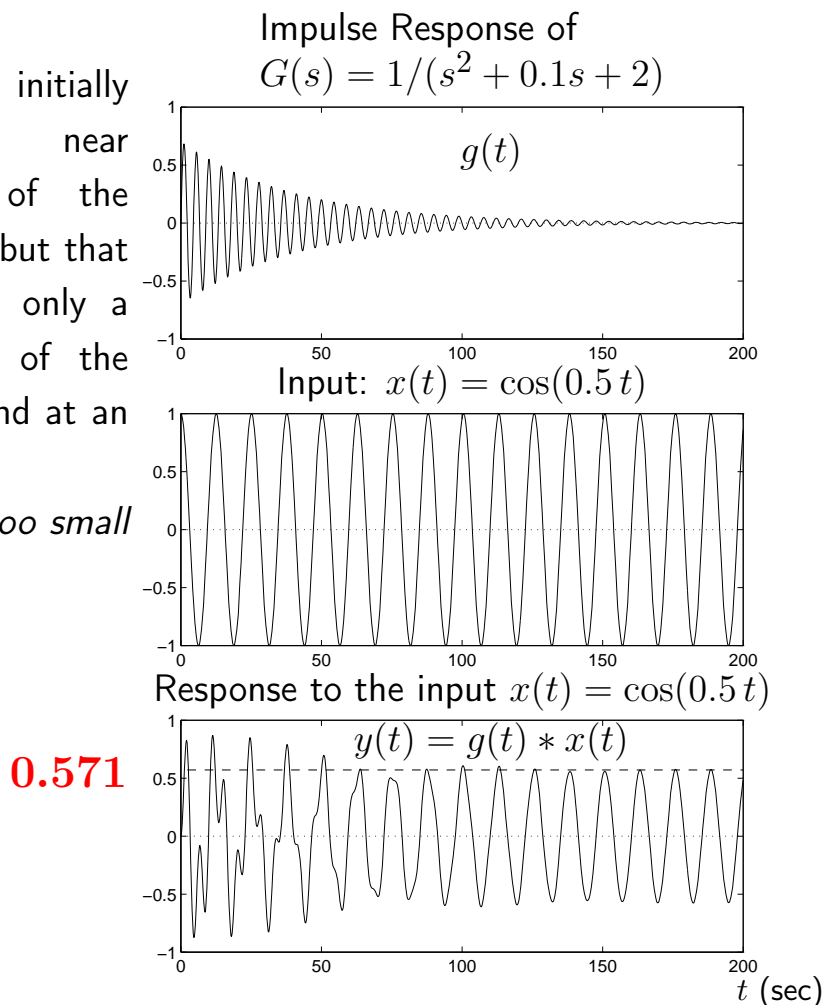 Impulse Response of
G(s) = 1/(s² + 0.1s + 2)
initially
near
of the
but that
only a
of the
nd at an
oo small
g(t)
1
0.5
0
−0.5
−1
0 50 100 150 200
Input: x(t) = cos(0.5 t)
1
0.5
0
−0.5
−1
0 50 100 150 200
Response to the input x(t) = cos(0.5 t)
y(t) = g(t) ∗ x(t)
0.571
1
0.5
0
−0.5
−1
0 50 100 150 200
t (sec)